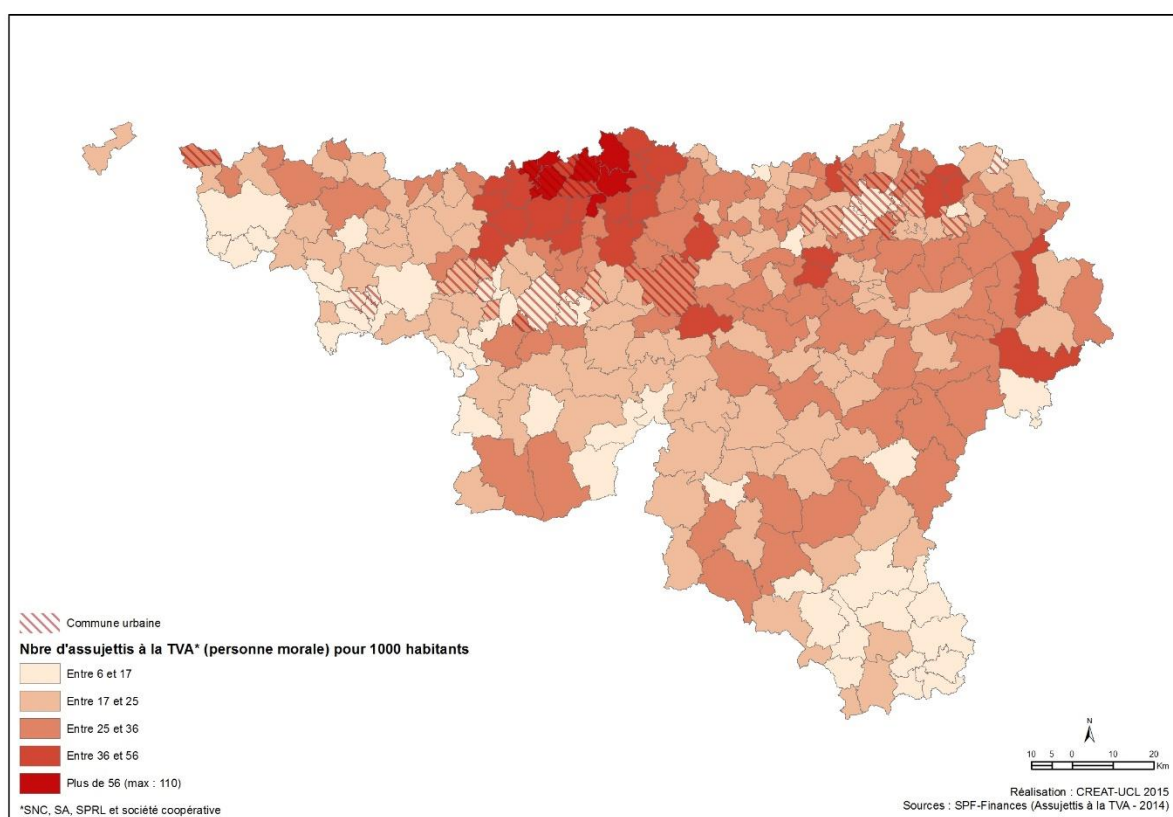 Commune urbaine
Nbre d'assujettis à la TVA* (personne morale) pour 1000 habitants
Entre 6 et 17
Entre 17 et 25
Entre 25 et 36
Entre 36 et 56
Plus de 56 (max : 110)
*SNC, SA, SPRL et société coopérative
N
10 5 0 10 20
Km
Réalisation : CREAT-UCL 2015
Sources : SPF-Finances (Assujettis à la TVA - 2014)